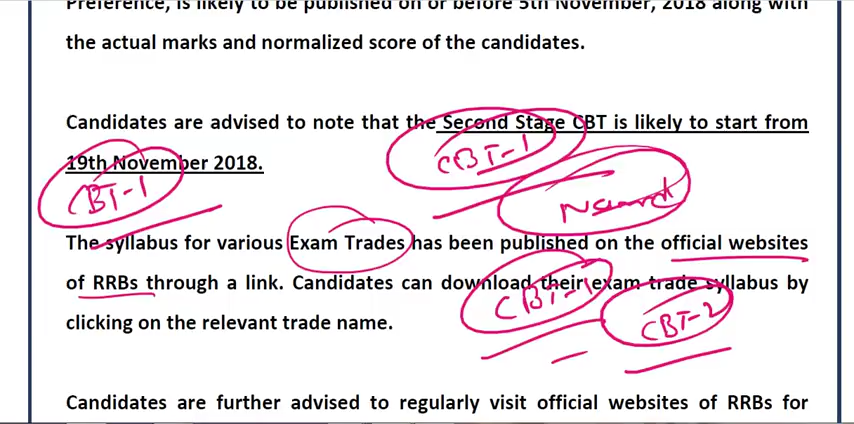 Preference, is likely to be published on or before 5th November, 2018 along with
the actual marks and normalized score of the candidates.
Candidates are advised to note that the Second Stage CBT is likely to start from
CBT-1
19th November 2018.
CBT-1
The syllabus for various Exam Trades has been published on the official websites
of RRBs through a link. Candidates can download their exam trade syllabus by
CBT-1
CBT-2
clicking on the relevant trade name.
Candidates are further advised to regularly visit official websites of RRBs for